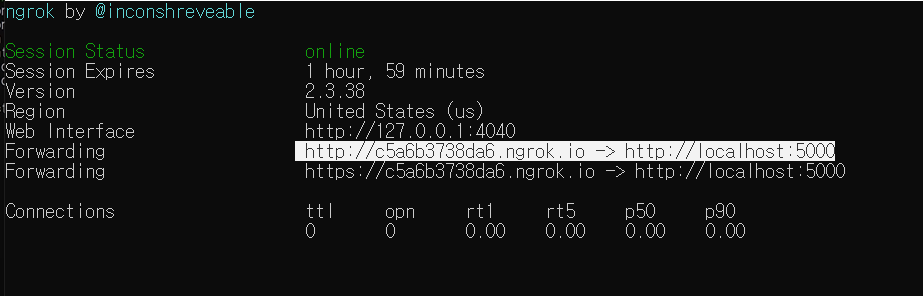 ngrok by @inconshreveable
Session Status online
Session Expires 1 hour, 59 minutes
Version 2.3.38
Region United States (us)
Web Interface http://127.0.0.1:4040
Forwarding http://c5a6b3738da6.ngrok.io -> http://localhost:5000
Forwarding https://c5a6b3738da6.ngrok.io -> http://localhost:5000
Connections ttl opn rt1 rt5 p50 p90
0 0 0.00 0.00 0.00 0.00